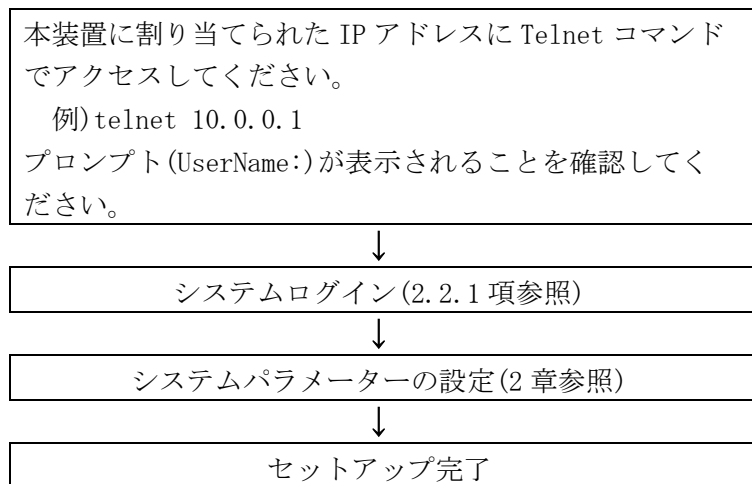 本装置に割り当てられた IP アドレスに Telnet コマンド
でアクセスしてください。
例)telnet 10.0.0.1
プロンプト(UserName:)が表示されることを確認してく
ださい。
↓
システムログイン(2.2.1 項参照)
↓
システムパラメーターの設定(2 章参照)
↓
セットアップ完了